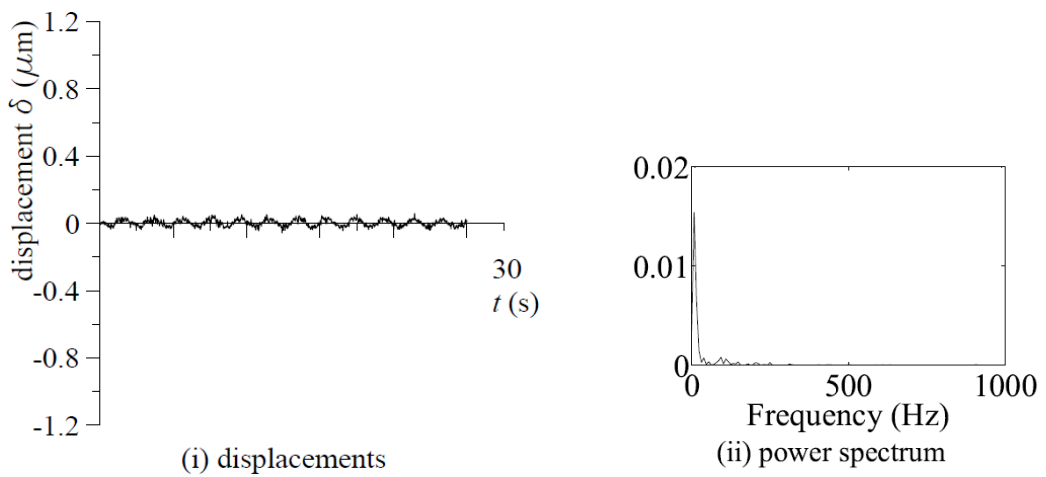 displacement δ (μm)
1.2
0.8
0.4
0
-0.4
-0.8
-1.2
30
t (s)
(i) displacements
0.02
0.01
0
0
500
1000
Frequency (Hz)
(ii) power spectrum